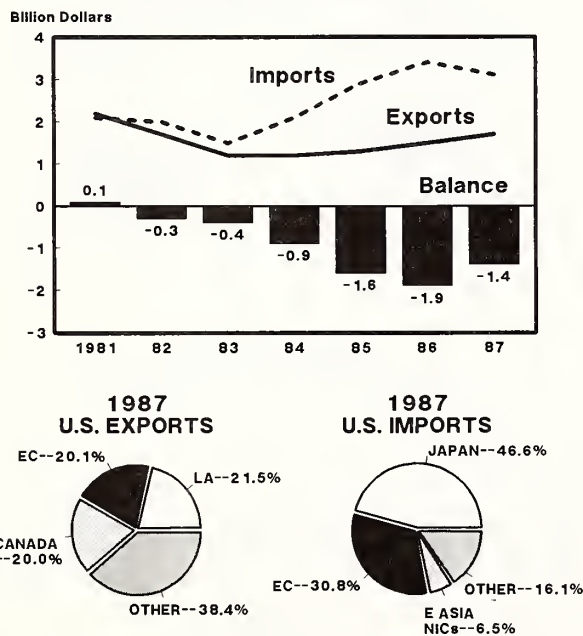 Billion Dollars
4
3
2
1
0
-1
-2
-3
Imports
Exports
Balance
0.1
-0.3
-0.4
-0.9
-1.6
-1.9
-1.4
1981 82 83 84 85 86 87
1987
U.S. EXPORTS
EC--20.1%
LA--21.5%
CANADA
--20.0%
OTHER--38.4%
1987
U.S. IMPORTS
JAPAN--46.6%
EC--30.8%
OTHER--16.1%
E ASIA
NICs--6.5%